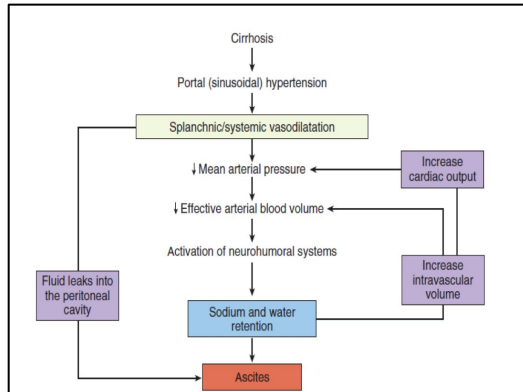 Cirrhosis
Portal (sinusoidal) hypertension
Splanchnic/systemic vasodilatation
↓ Mean arterial pressure
Increase
cardiac output
↓ Effective arterial blood volume
Activation of neurohumoral systems
Fluid leaks into
the peritoneal
cavity
Increase
intravascular
volume
Sodium and water
retention
Ascites